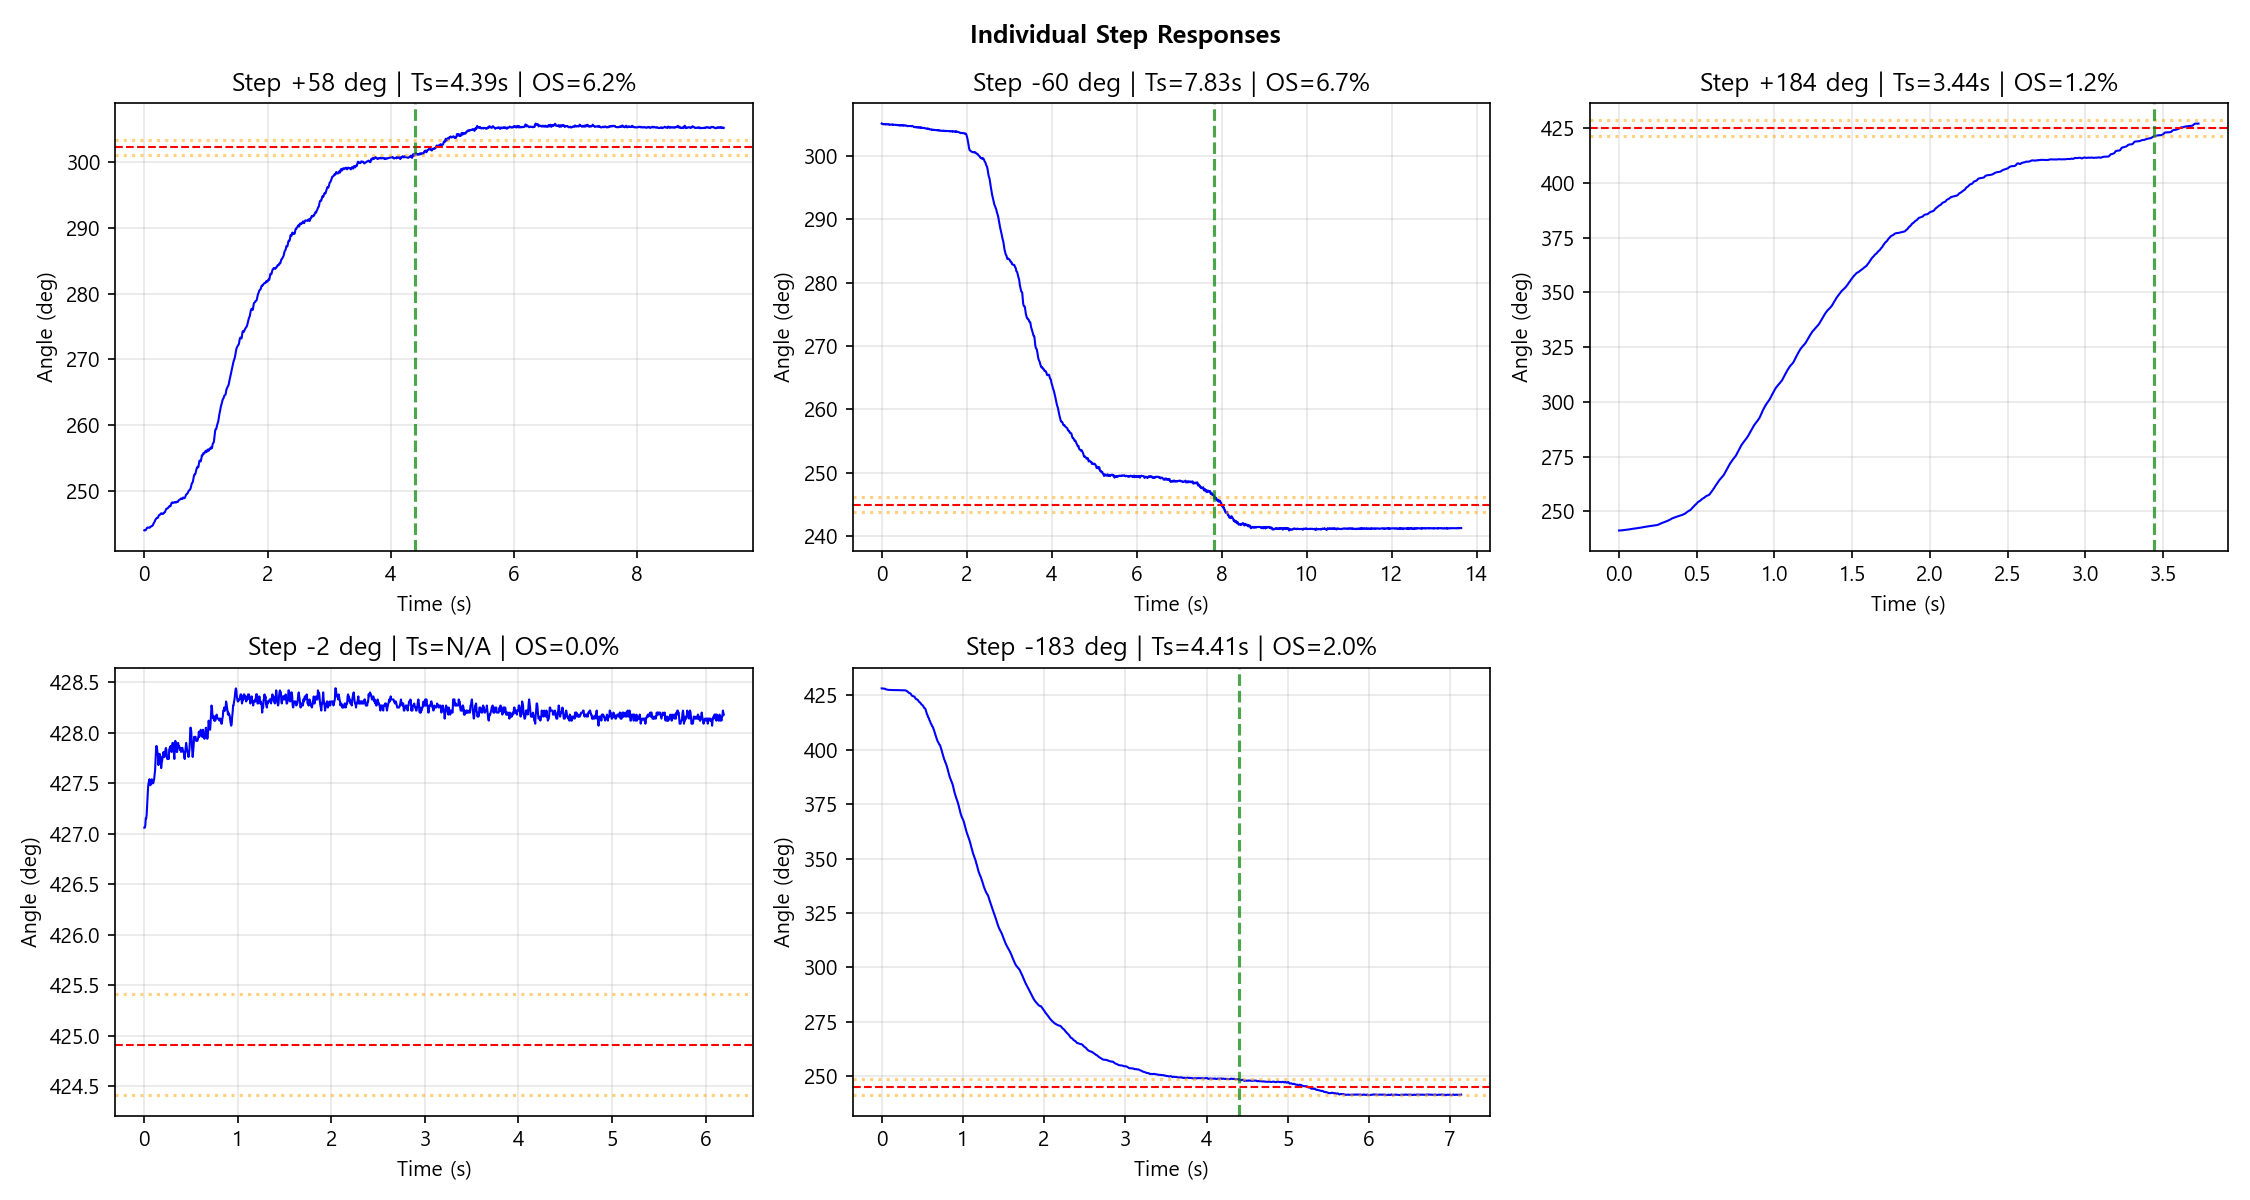 Individual Step Responses
Step +58 deg | Ts=4.39s | OS=6.2%
Angle (deg)
300
290
280
270
260
250
0 2 4 6 8
Time (s)
Step -60 deg | Ts=7.83s | OS=6.7%
Angle (deg)
300
290
280
270
260
250
240
0 2 4 6 8 10 12 14
Time (s)
Step +184 deg | Ts=3.44s | OS=1.2%
Angle (deg)
425
400
375
350
325
300
275
250
0.0 0.5 1.0 1.5 2.0 2.5 3.0 3.5
Time (s)
Step -2 deg | Ts=N/A | OS=0.0%
Angle (deg)
428.5
428.0
427.5
427.0
426.5
426.0
425.5
425.0
424.5
0 1 2 3 4 5 6
Time (s)
Step -183 deg | Ts=4.41s | OS=2.0%
Angle (deg)
425
400
375
350
325
300
275
250
0 1 2 3 4 5 6 7
Time (s)